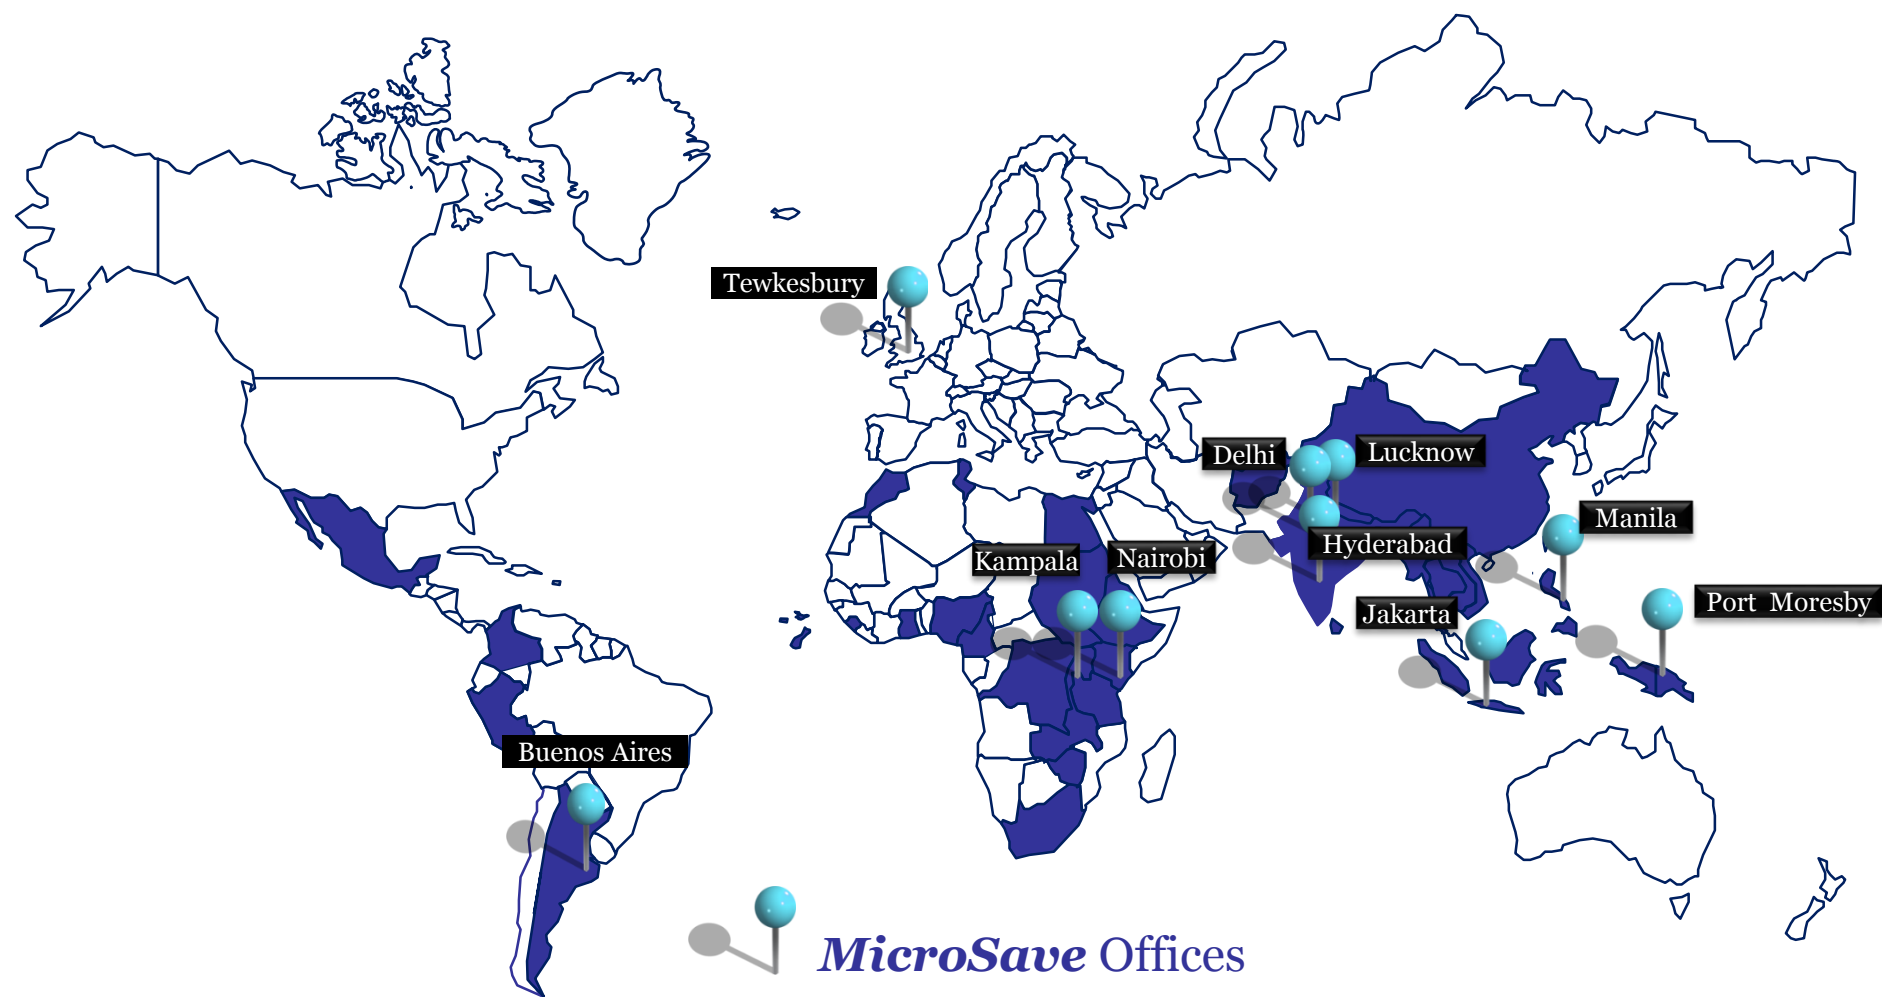 Tewkesbury
Delhi
Lucknow
Manila
Hyderabad
Kampala
Nairobi
Jakarta
Port Moresby
Buenos Aires
MicroSave Offices